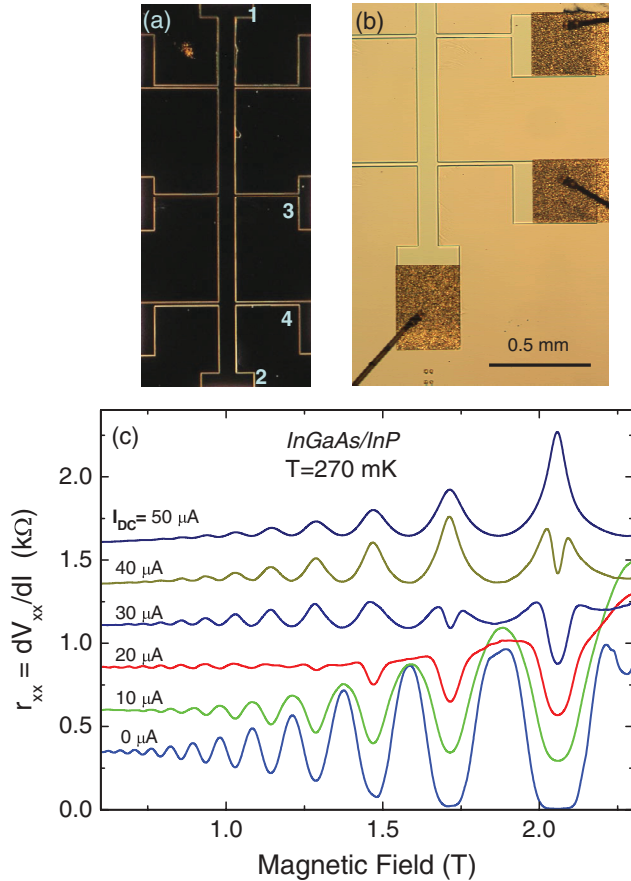 (a)
1
3
4
2
(b)
0.5 mm
(c)
InGaAs/InP
T=270 mK
I_DC= 50 μA
40 μA
30 μA
20 μA
10 μA
0 μA
r_xx = dV_xx/dI (kΩ)
2.0
1.5
1.0
0.5
0.0
1.0
1.5
2.0
Magnetic Field (T)